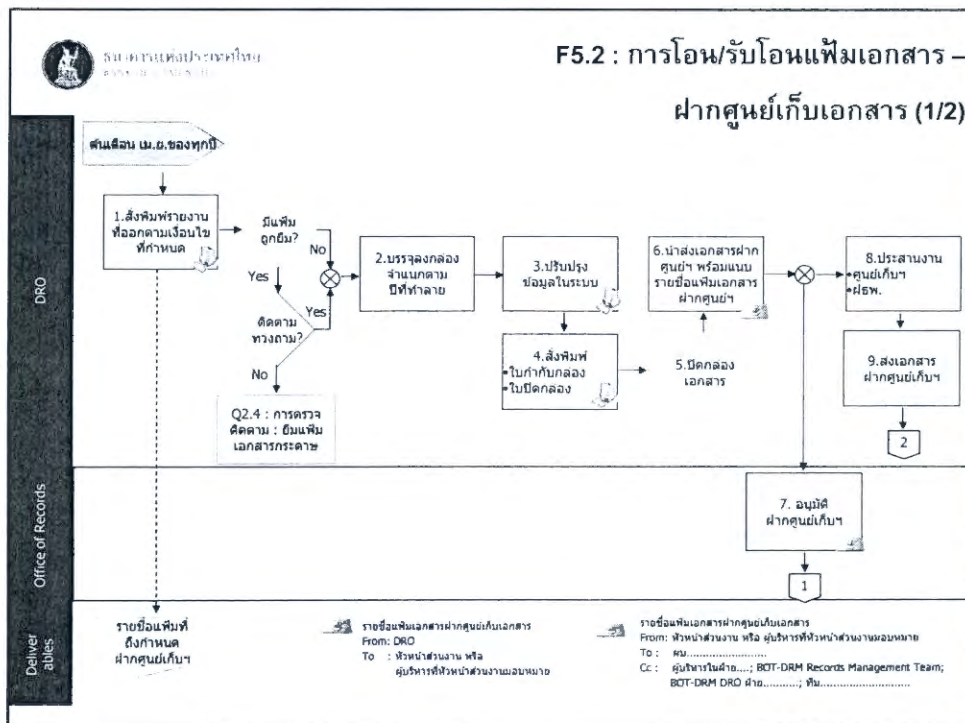 ธนาคารแห่งประเทศไทย
F5.2 : การโอน/รับโอนแฟ้มเอกสาร –
ฝากศูนย์เก็บเอกสาร (1/2)
ต้นเดือน เม.ย.ของทุกปี
DRO
1.สั่งพิมพ์รายงาน
ที่ออกตามเงื่อนไข
ที่กำหนด
มีแฟ้ม
ถูกยืม?
No
Yes
ติดตาม
ทวงถาม?
Yes
No
Q2.4 : การตรวจ
ติดตาม : ยืมแฟ้ม
เอกสารกระดาษ
2.บรรจุลงกล่อง
จำแนกตาม
ปีที่ทำลาย
3.ปรับปรุง
ข้อมูลในระบบ
4.สั่งพิมพ์
•ใบกำกับกล่อง
•ใบปิดกล่อง
5.ปิดกล่อง
เอกสาร
6.นำส่งเอกสารฝาก
ศูนย์ฯ พร้อมแนบ
รายชื่อแฟ้มเอกสาร
ฝากศูนย์ฯ
8.ประสานงาน
•ศูนย์เก็บฯ
•ฝธพ.
9.ส่งเอกสาร
ฝากศูนย์เก็บฯ
2
Office of Records
7. อนุมัติ
ฝากศูนย์เก็บฯ
1
Deliver
ables
รายชื่อแฟ้มที่
ถึงกำหนด
ฝากศูนย์เก็บฯ
รายชื่อแฟ้มเอกสารฝากศูนย์เก็บเอกสาร
From: DRO
To : หัวหน้าส่วนงาน หรือ
ผู้บริหารที่หัวหน้าส่วนงานมอบหมาย
รายชื่อแฟ้มเอกสารฝากศูนย์เก็บเอกสาร
From: หัวหน้าส่วนงาน หรือ ผู้บริหารที่หัวหน้าส่วนงานมอบหมาย
To : ผม.......................
Cc : ผู้บริหารในฝ่าย....; BOT-DRM Records Management Team;
BOT-DRM DRO ฝ่าย..........; ทีม......................